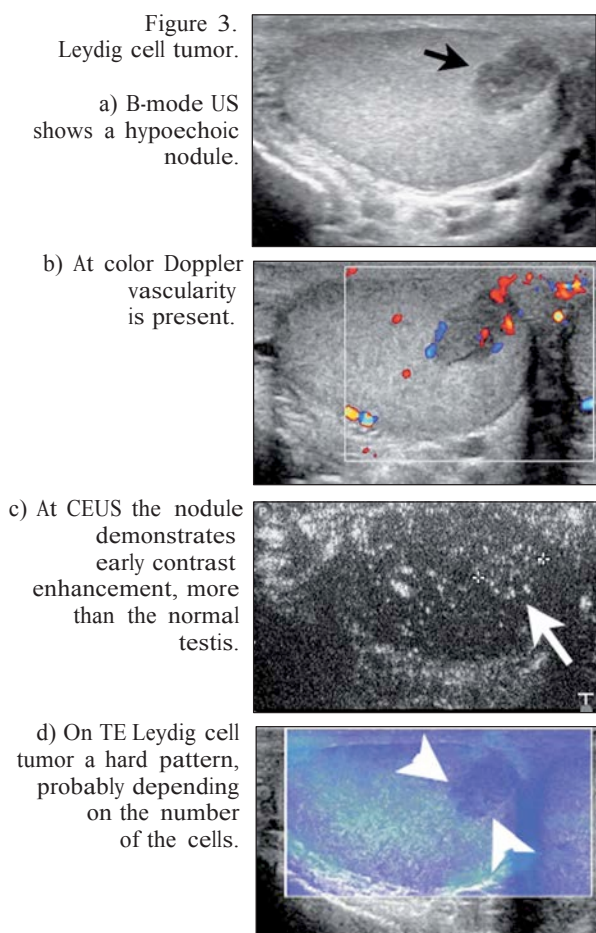 Figure 3.
Leydig cell tumor.
a) B-mode US
shows a hypoechoic
nodule.
b) At color Doppler
vascularity
is present.
c) At CEUS the nodule
demonstrates
early contrast
enhancement, more
than the normal
testis.
T
d) On TE Leydig cell
tumor a hard pattern,
probably depending
on the number
of the cells.